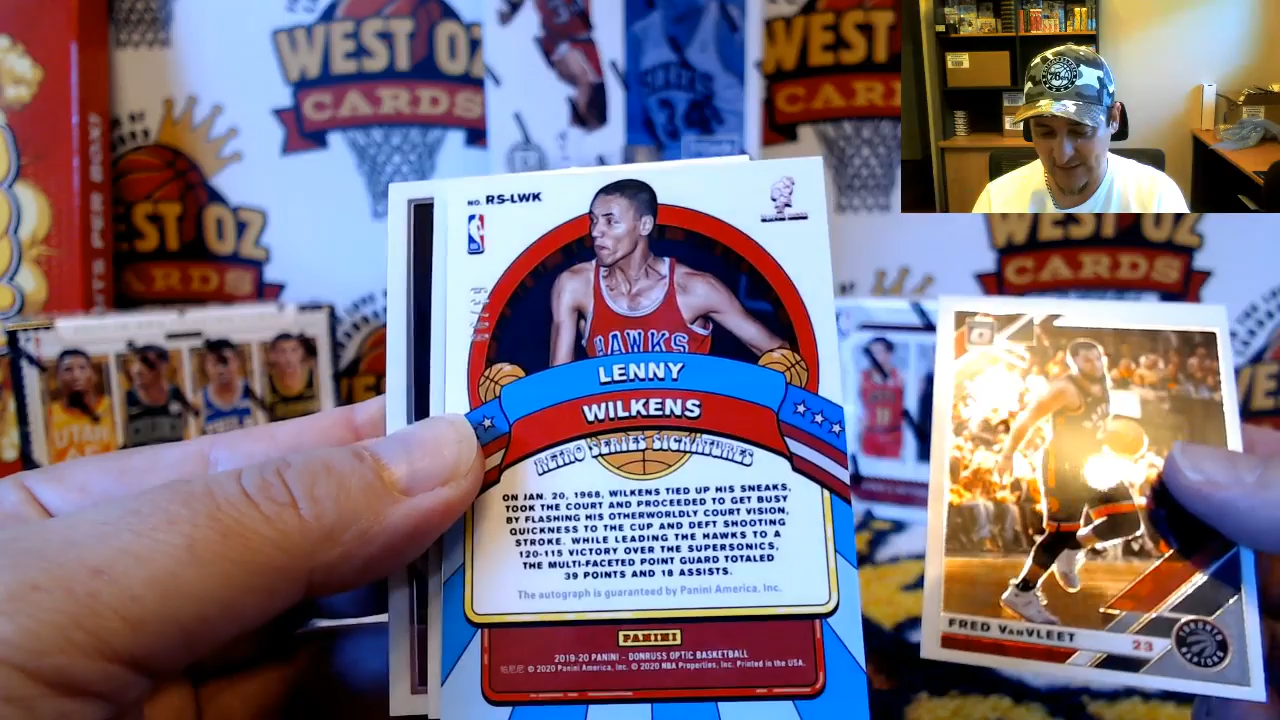 WEST OZ
CARDS
ST OZ
CARDS
WEST OZ
CARDS
NO. RS-LWK
HAWKS
LENNY
WILKENS
RETRO SERIES SIGNATURES
ON JAN. 20, 1968, WILKENS TIED UP HIS SNEAKS,
TOOK THE COURT AND PROCEEDED TO GET BUSY
BY FLASHING HIS OTHERWORLDLY COURT VISION,
QUICKNESS TO THE CUP AND DEFT SHOOTING
STROKE. WHILE LEADING THE HAWKS TO A
120-115 VICTORY OVER THE SUPERSONICS,
THE MULTI-FACETED POINT GUARD TOTALED
39 POINTS AND 18 ASSISTS.
The autograph is guaranteed by Panini America, Inc.
PANINI
2019-20 PANINI - DONRUSS OPTIC BASKETBALL
帕尼尼 © 2020 Panini America, Inc. © 2020 NBA Properties, Inc. Printed in the USA.
FRED VANVLEET
23
UTAH